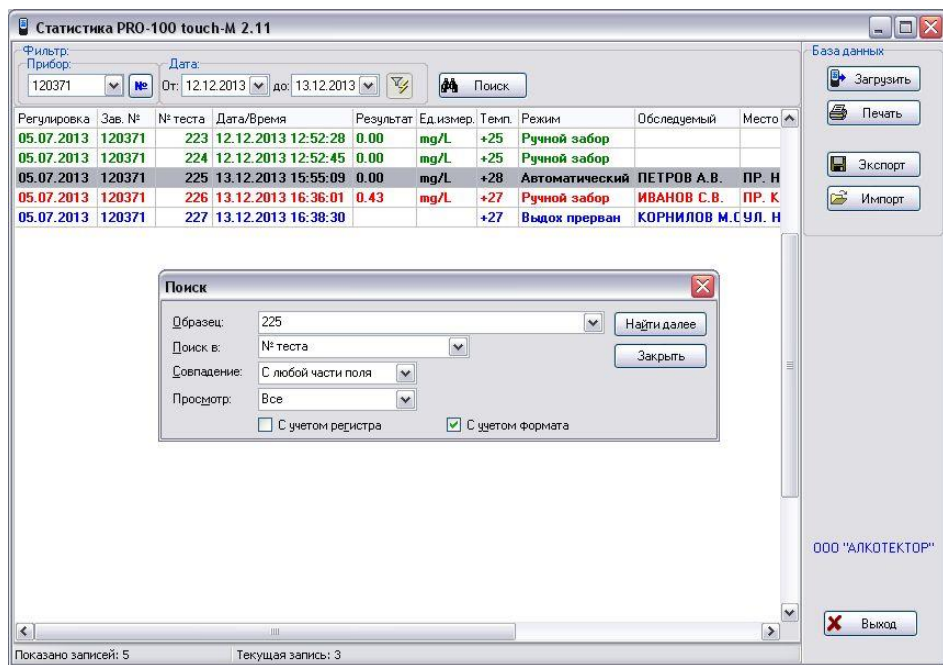 Статистика PRO-100 touch-M 2.11
Фильтр:
База данных
Прибор:
Дата:
120371 № От: 12.12.2013 до: 13.12.2013 Поиск
Загрузить
Печать
Экспорт
Импорт
Регулировка Зав. № № теста Дата/Время Результат Ед.измер. Темп. Режим Обследуемый Место
05.07.2013 120371 223 12.12.2013 12:52:28 0.00 mg/L +25 Ручной забор
05.07.2013 120371 224 12.12.2013 12:52:45 0.00 mg/L +25 Ручной забор
05.07.2013 120371 225 13.12.2013 15:55:09 0.00 mg/L +28 Автоматический ПЕТРОВ А.В. ПР. Н
05.07.2013 120371 226 13.12.2013 16:36:01 0.43 mg/L +27 Ручной забор ИВАНОВ С.В. ПР. К
05.07.2013 120371 227 13.12.2013 16:38:30 +27 Выдох прерван КОРНИЛОВ М.С УЛ. Н
Поиск
Образец: 225 Найти далее
Поиск в: № теста Закрыть
Совпадение: С любой части поля
Просмотр: Все
С учетом регистра С учетом формата
ООО "АЛКОТЕКТОР"
Выход
Показано записей: 5 Текущая запись: 3